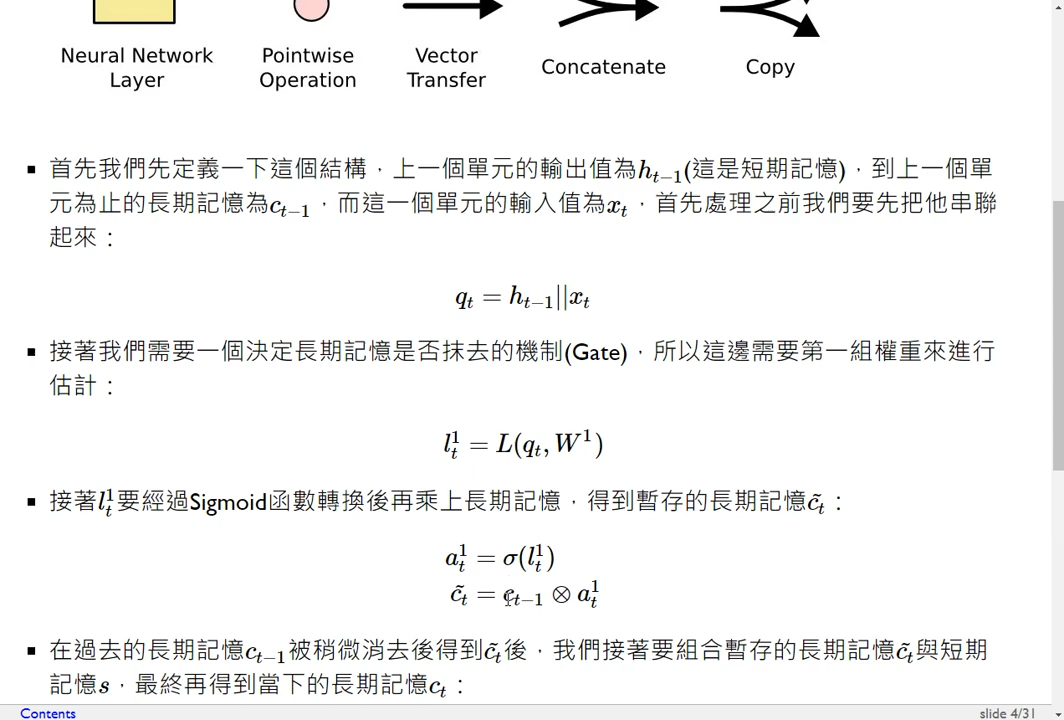 Neural Network Layer
Pointwise Operation
Vector Transfer
Concatenate
Copy
▪ 首先我們先定義一下這個結構，上一個單元的輸出值為h_{t−1}(這是短期記憶)，到上一個單
元為止的長期記憶為c_{t−1}，而這一個單元的輸入值為x_t，首先處理之前我們要先把他串聯
起來：
q_t = h_{t−1}||x_t
▪ 接著我們需要一個決定長期記憶是否抹去的機制(Gate)，所以這邊需要第一組權重來進行
估計：
l_t^1 = L(q_t, W^1)
▪ 接著l_t^1要經過Sigmoid函數轉換後再乘上長期記憶，得到暫存的長期記憶c̃_t：
a_t^1 = σ(l_t^1)
c̃_t = c_{t−1} ⊗ a_t^1
▪ 在過去的長期記憶c_{t−1}被稍微消去後得到c̃_t後，我們接著要組合暫存的長期記憶c̃_t與短期
記憶s，最終再得到當下的長期記憶c_t：
Contents
slide 4/31